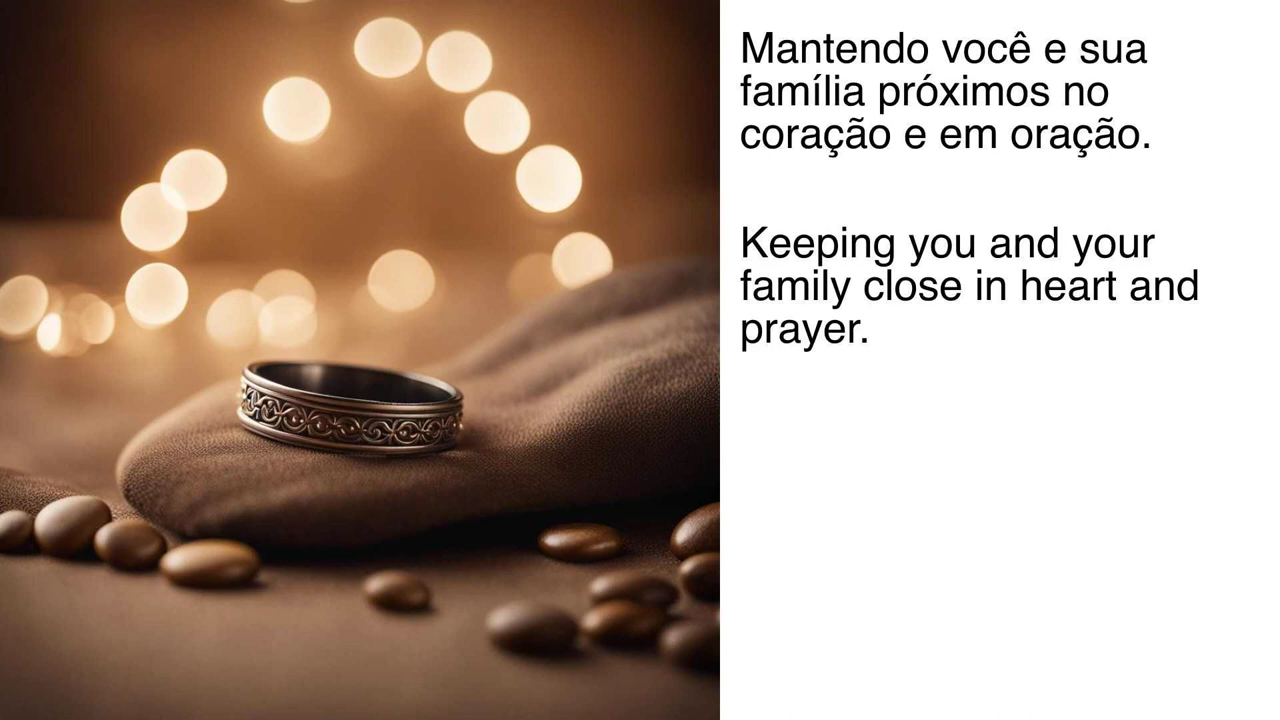 Mantendo você e sua
família próximos no
coração e em oração.
Keeping you and your
family close in heart and
prayer.